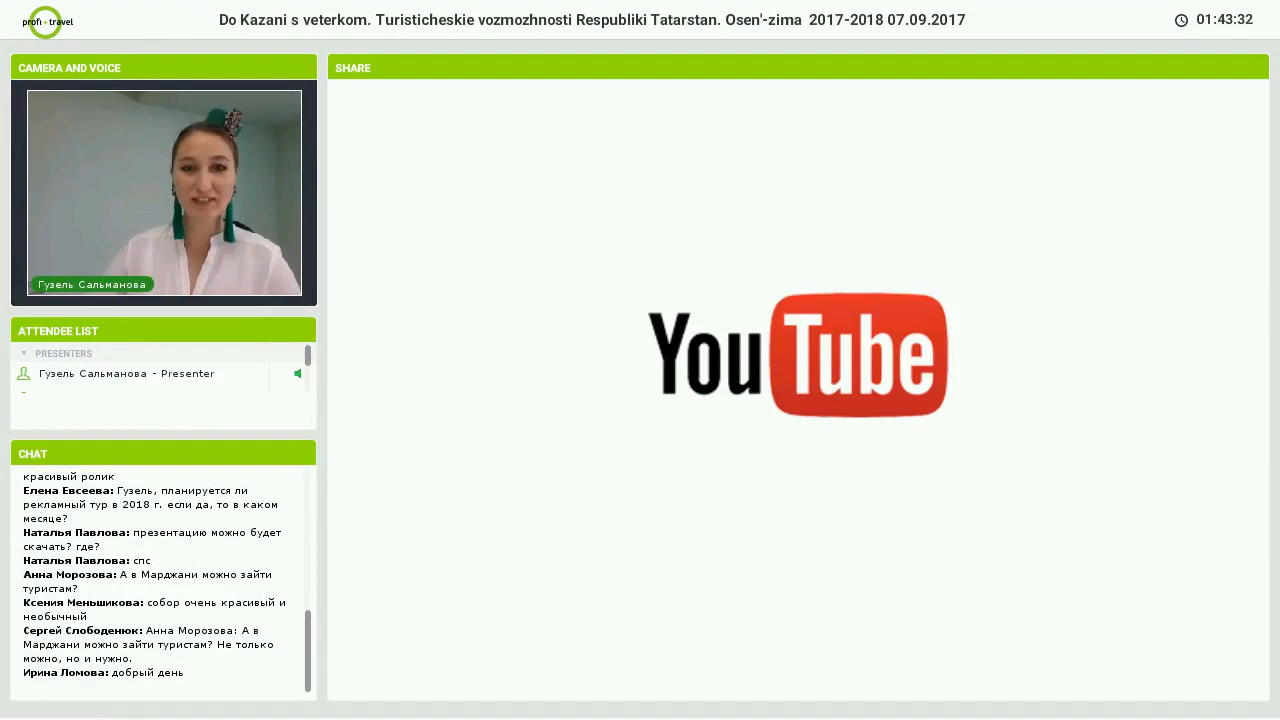 profi+travel
Do Kazani s veterkom. Turisticheskie vozmozhnosti Respubliki Tatarstan. Osen'-zima 2017-2018 07.09.2017
01:43:32
CAMERA AND VOICE
Гузель Сальманова
ATTENDEE LIST
PRESENTERS
Гузель Сальманова - Presenter
CHAT
красивый ролик
Елена Евсеева: Гузель, планируется ли
рекламный тур в 2018 г. если да, то в каком
месяце?
Наталья Павлова: презентацию можно будет
скачать? где?
Наталья Павлова: спс
Анна Морозова: А в Марджани можно зайти
туристам?
Ксения Меньшикова: собор очень красивый и
необычный
Сергей Слободенюк: Анна Морозова: А в
Марджани можно зайти туристам? Не только
можно, но и нужно.
Ирина Ломова: добрый день
SHARE
YouTube